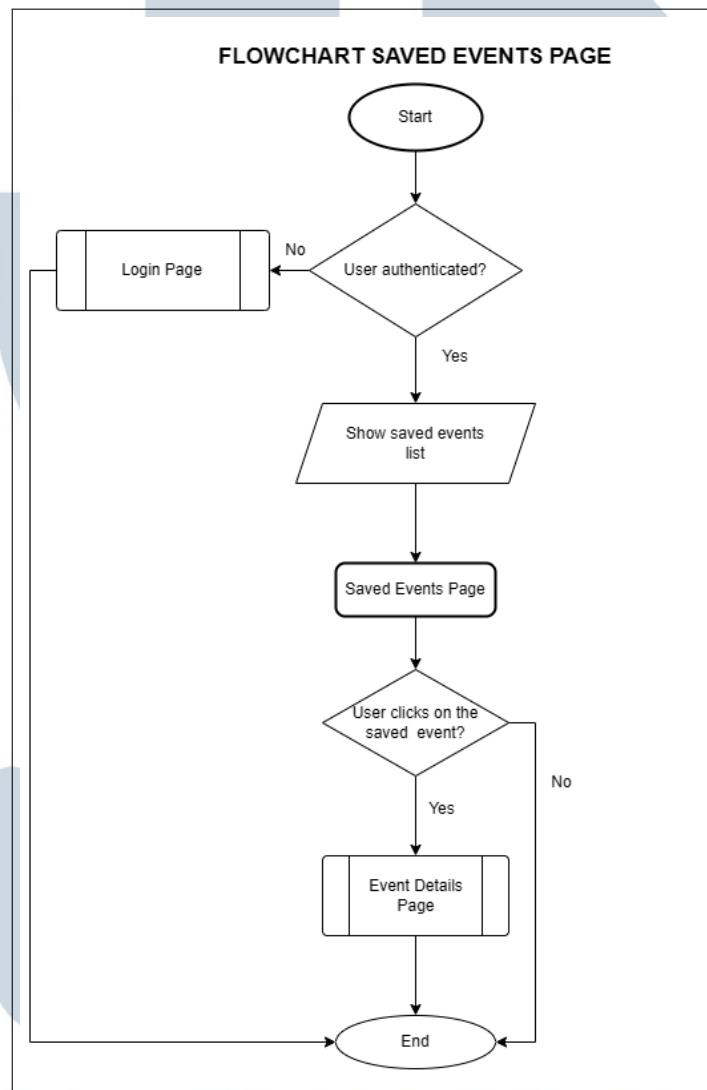 FLOWCHART SAVED EVENTS PAGE
Start
User authenticated?
No
Login Page
Yes
Show saved events
list
Saved Events Page
User clicks on the
saved event?
No
Yes
Event Details
Page
End